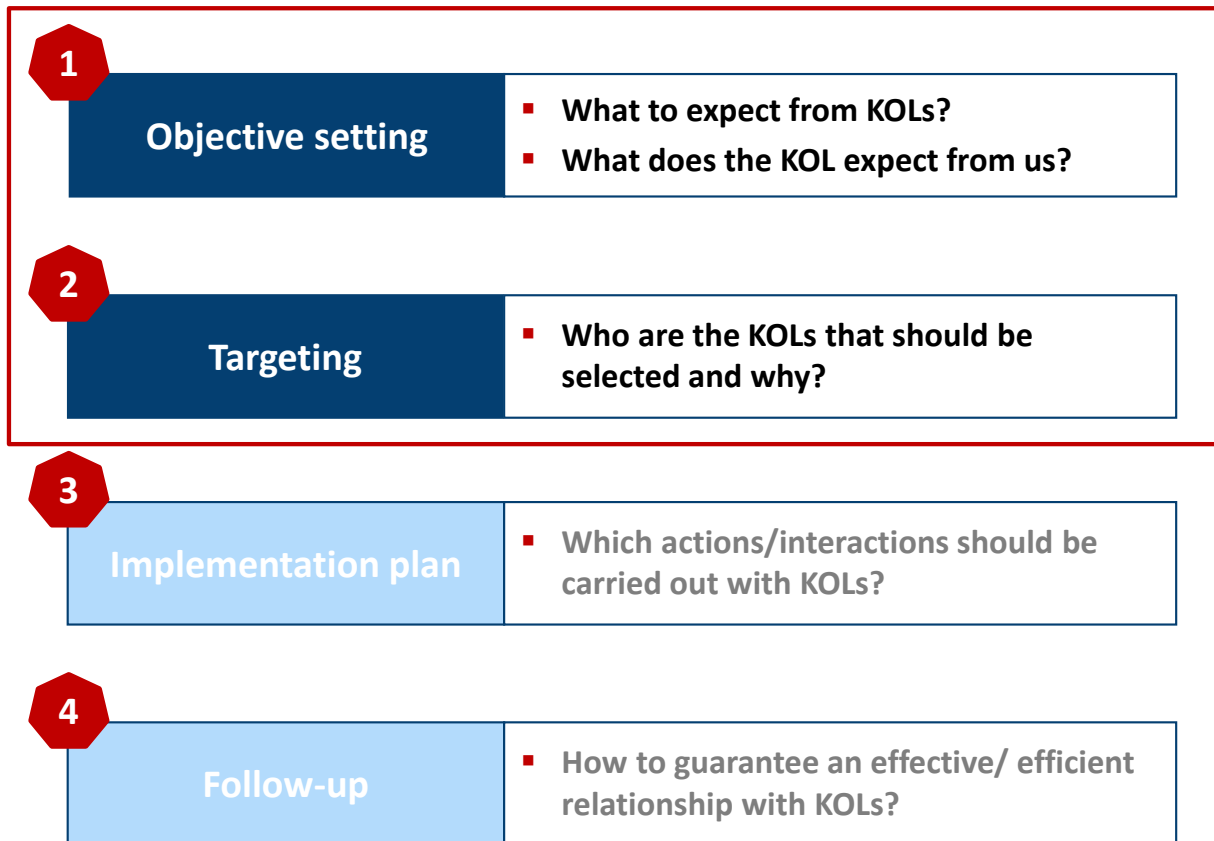 1
Objective setting
▪ What to expect from KOLs?
▪ What does the KOL expect from us?
2
Targeting
▪ Who are the KOLs that should be
selected and why?
3
Implementation plan
▪ Which actions/interactions should be
carried out with KOLs?
4
Follow-up
▪ How to guarantee an effective/ efficient
relationship with KOLs?